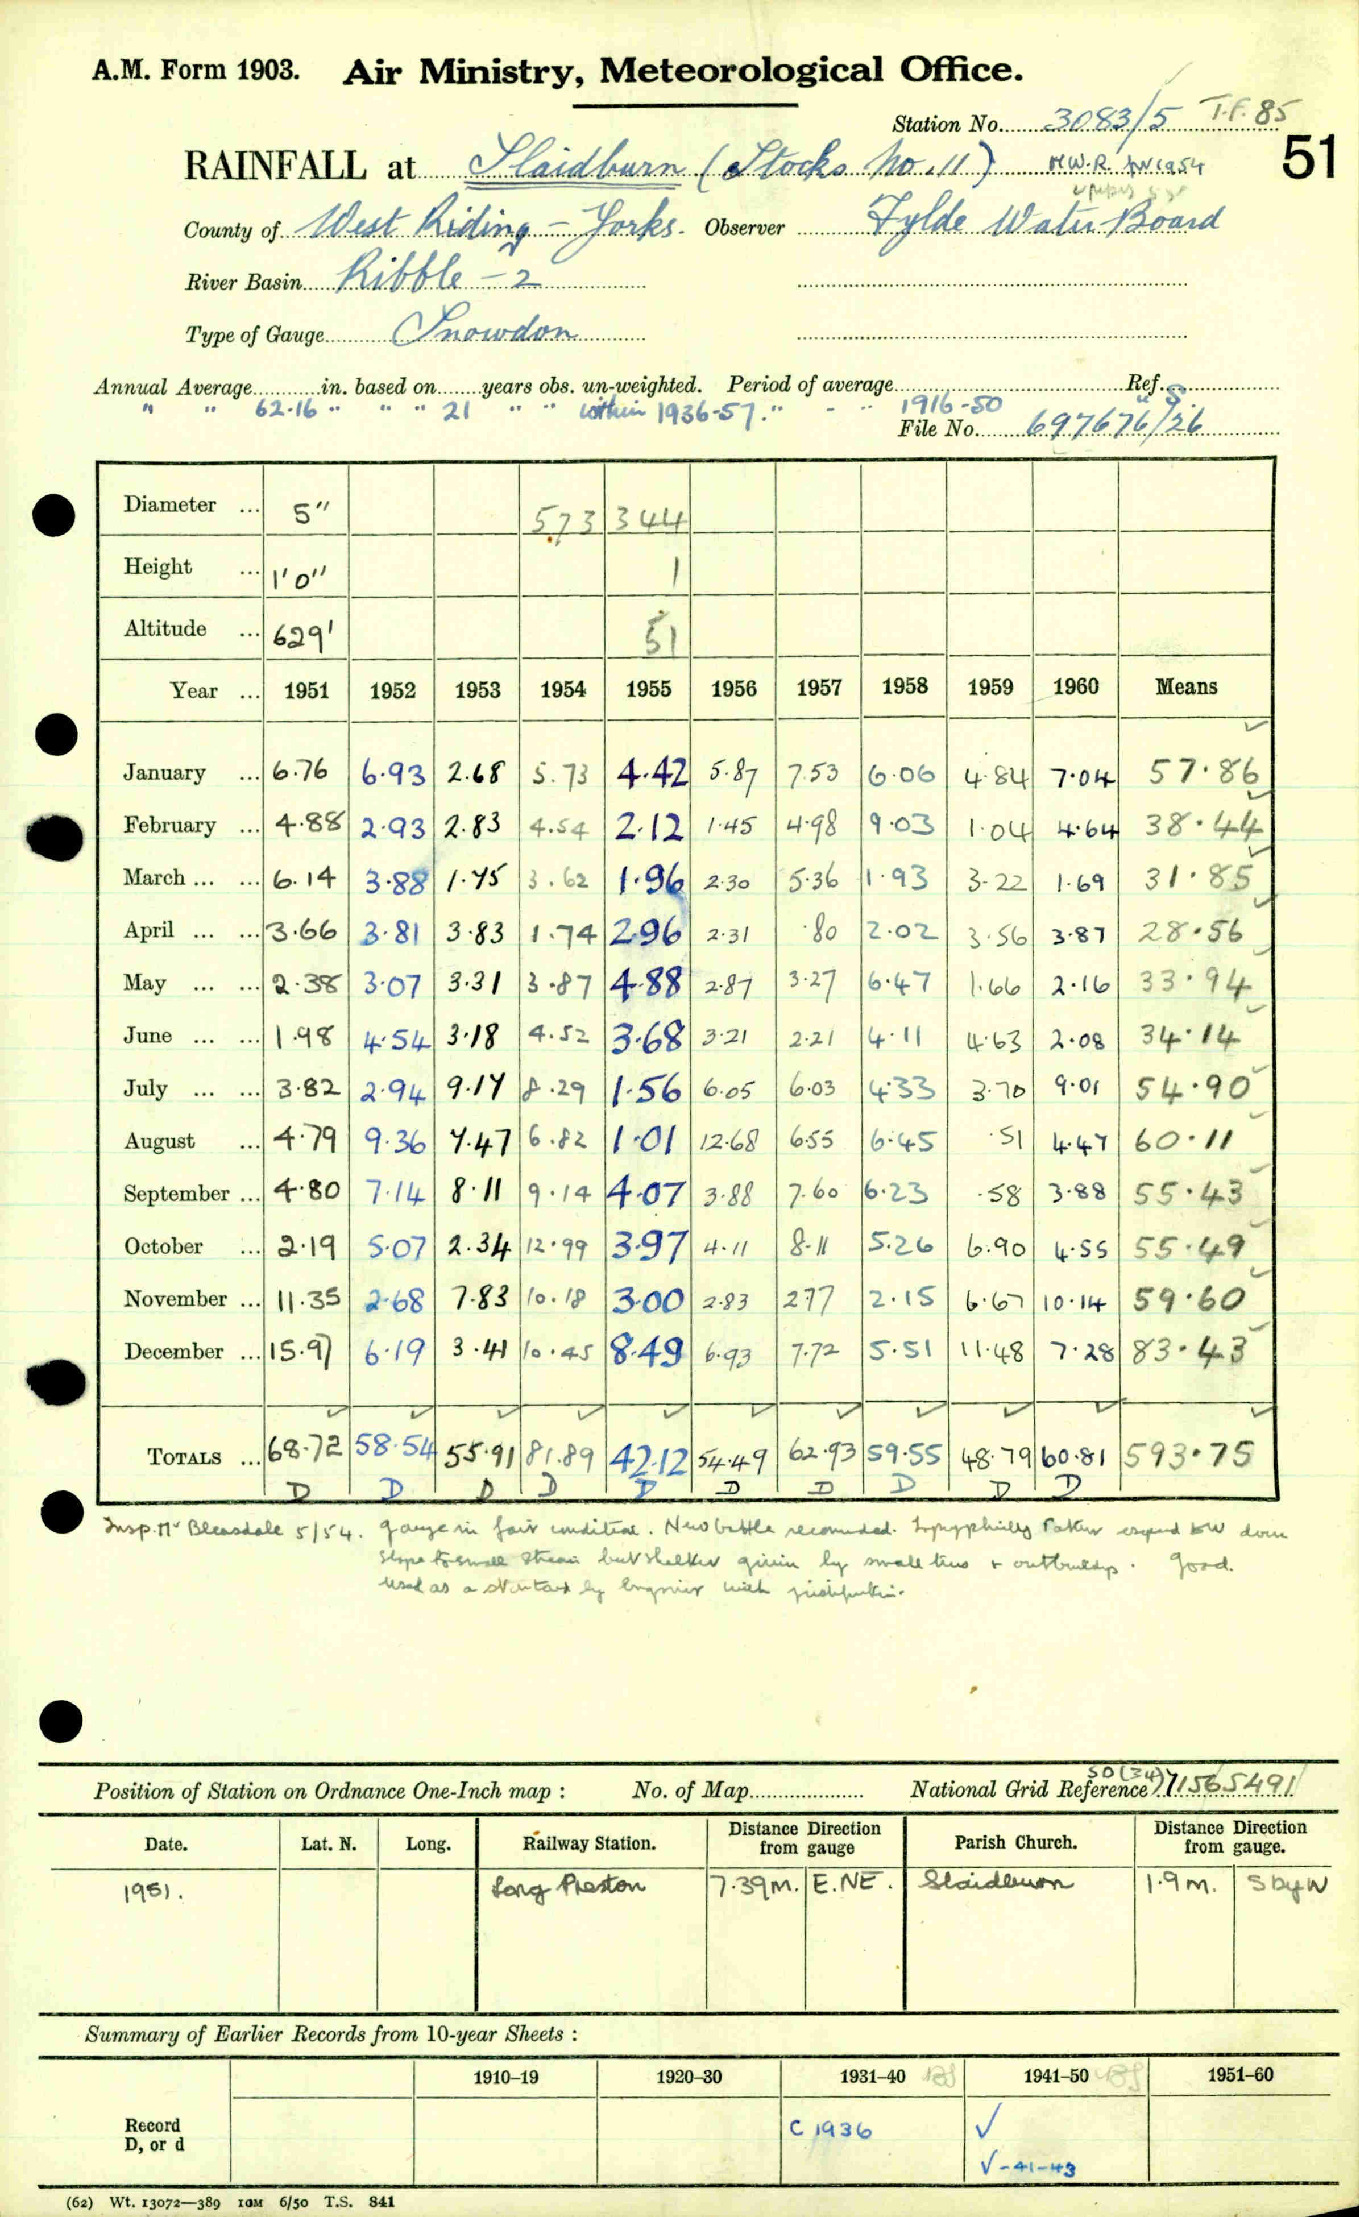 A.M. Form 1903. Air Ministry, Meteorological Office.
Station No. 3083/5 T.F. 85
RAINFALL at Slaidburn (Stocks No. 11) 51
County of West Riding - Yorks. Observer Fylde Water Board
River Basin Ribble - 2
Type of Gauge Snowdon
Annual Average in. based on years obs. un-weighted. Period of average Ref. S.
" " 62.16 " " " 21 " " within 1936-57. " - " 1916-50
File No. 697676/26
Diameter ... 5" 573 344
Height ... 1'0" 1
Altitude ... 629' 51
Year ... 1951 1952 1953 1954 1955 1956 1957 1958 1959 1960 Means
January ... 6.76 6.93 2.68 5.73 4.42 5.87 7.53 6.06 4.84 7.04 57.86
February ... 4.88 2.93 2.83 4.54 2.12 1.45 4.98 9.03 1.04 4.64 38.44
March ... ... 6.14 3.88 1.75 3.62 1.96 2.30 5.36 1.93 3.22 1.69 31.85
April ... ... 3.66 3.81 3.83 1.74 2.96 2.31 .80 2.02 3.56 3.87 28.56
May ... ... 2.38 3.07 3.31 3.87 4.88 2.87 3.27 6.47 1.66 2.16 33.94
June ... ... 1.98 4.54 3.18 4.52 3.68 3.21 2.21 4.11 4.63 2.08 34.14
July ... ... 3.82 2.94 9.17 8.29 1.56 6.05 6.03 4.33 3.70 9.01 54.90
August ... 4.79 9.36 7.47 6.82 1.01 12.68 6.55 6.45 .51 4.47 60.11
September ... 4.80 7.14 8.11 9.14 4.07 3.88 7.60 6.23 .58 3.88 55.43
October ... 2.19 5.07 2.34 12.99 3.97 4.11 8.11 5.26 6.90 4.55 55.49
November ... 11.35 2.68 7.83 10.18 3.00 2.83 2.77 2.15 6.67 10.14 59.60
December ... 15.97 6.19 3.41 10.45 8.49 6.93 7.72 5.51 11.48 7.28 83.43
TOTALS ... 68.72 58.54 55.91 81.89 42.12 54.49 62.93 59.55 48.79 60.81 593.75
D D D D D D D D D D
Insp. Mr Bleasdale 5/54. gauge in fair condition. New bottle down
slope to small stream but shelter given by small trees + outbuildings. Good.
Used as a by with
Position of Station on Ordnance One-Inch map : No. of Map National Grid Reference SD (34) 71565491
Date. Lat. N. Long. Railway Station. Distance Direction from gauge Parish Church. Distance Direction from gauge.
1951. Long Preston 7.39m. E.NE. Slaidburn 1.9m. S by W
Summary of Earlier Records from 10-year Sheets :
1910-19 1920-30 1931-40 1941-50 1951-60
Record C 1936 ✓
D, or d ✓-41-43
(62) Wt. 13072—389 10M 6/50 T.S. 841